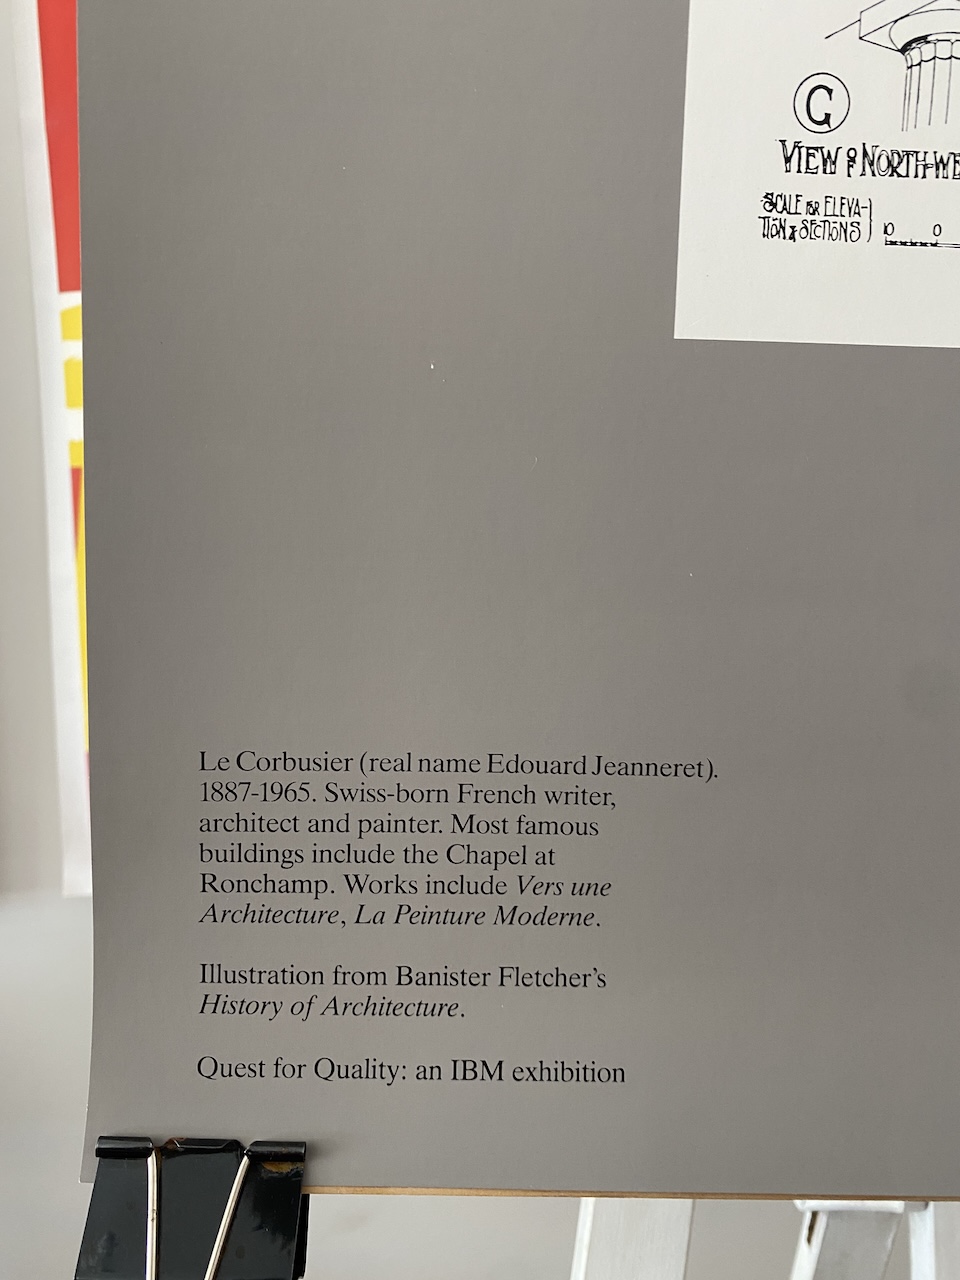 G
VIEW OF NORTH-WE
SCALE FOR ELEVA-
TION & SECTIONS
10 0
Le Corbusier (real name Edouard Jeanneret).
1887-1965. Swiss-born French writer,
architect and painter. Most famous
buildings include the Chapel at
Ronchamp. Works include Vers une
Architecture, La Peinture Moderne.
Illustration from Banister Fletcher’s
History of Architecture.
Quest for Quality: an IBM exhibition